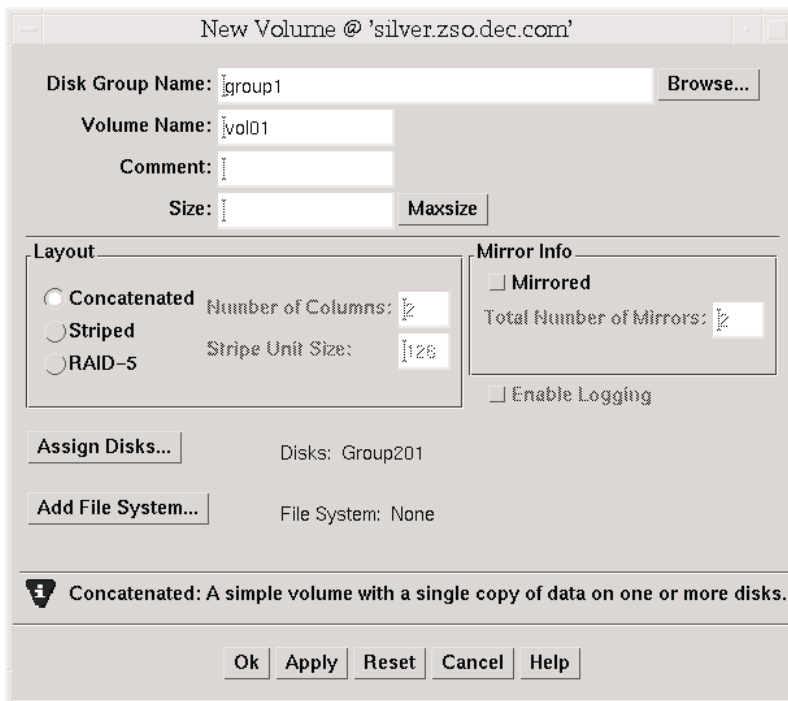 New Volume @ 'silver.zso.dec.com'
Disk Group Name: group1 Browse...
Volume Name: vol01
Comment:
Size: Maxsize
Layout
Concatenated
Striped
RAID-5
Number of Columns: 2
Stripe Unit Size: 128
Mirror Info
Mirrored
Total Number of Mirrors: 2
Enable Logging
Assign Disks... Disks: Group201
Add File System... File System: None
Concatenated: A simple volume with a single copy of data on one or more disks.
Ok Apply Reset Cancel Help